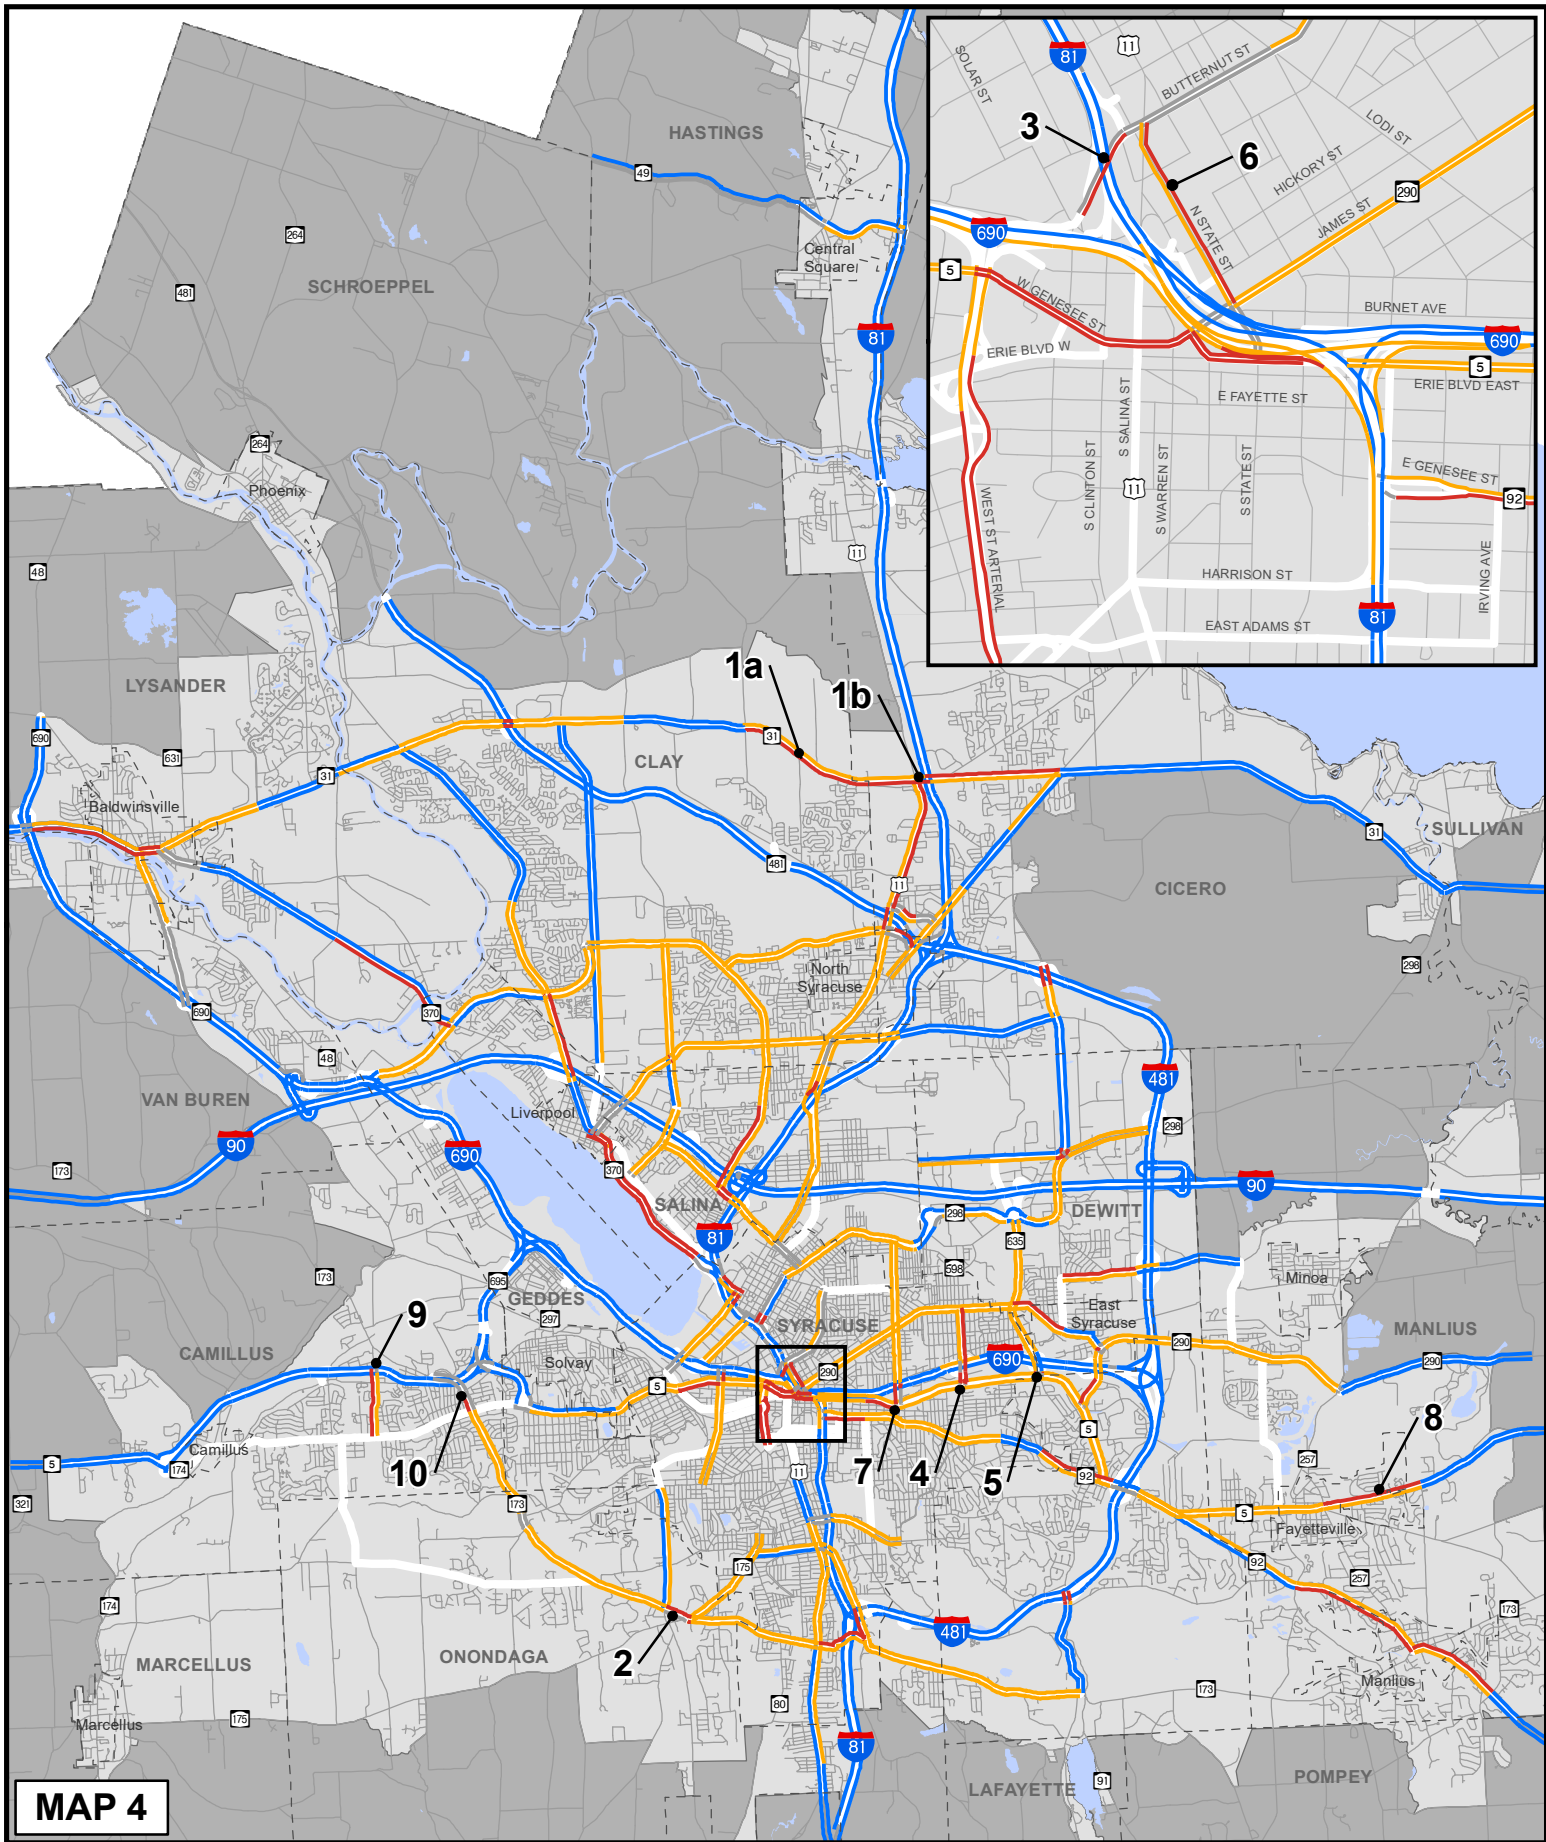 HASTINGS
49
264
SCHROEPPEL
481
Central
Square
81
264
Phoenix
48
11
81
11
SOLAR ST
BUTTERNUT ST
LODI ST
3
6
HICKORY ST
290
JAMES ST
N STATE ST
690
5
W GENESEE ST
BURNET AVE
690
5
ERIE BLVD W
ERIE BLVD EAST
E FAYETTE ST
S SALINA ST
S CLINTON ST
S WARREN ST
S STATE ST
E GENESEE ST
92
11
WEST ST ARTERIAL
HARRISON ST
IRVING AVE
81
EAST ADAMS ST
1a
1b
LYSANDER
690
631
31
31
CLAY
Baldwinsville
31
SULLIVAN
481
11
CICERO
298
North
Syracuse
690
370
48
VAN BUREN
Liverpool
481
298
90
690
173
370
90
SALINA
81
298
DEWITT
635
598
173
695
GEDDES
297
Minoa
East
Syracuse
SYRACUSE
9
CAMILLUS
Solvay
290
MANLIUS
290
690
290
5
5
Camillus
174
10
7
4
5
5
8
92
257
11
321
173
5
Fayetteville
92
257
175
174
173
481
2
MARCELLUS
ONONDAGA
Manlius
173
80
Marcellus
175
81
LAFAYETTE
91
POMPEY
MAP 4